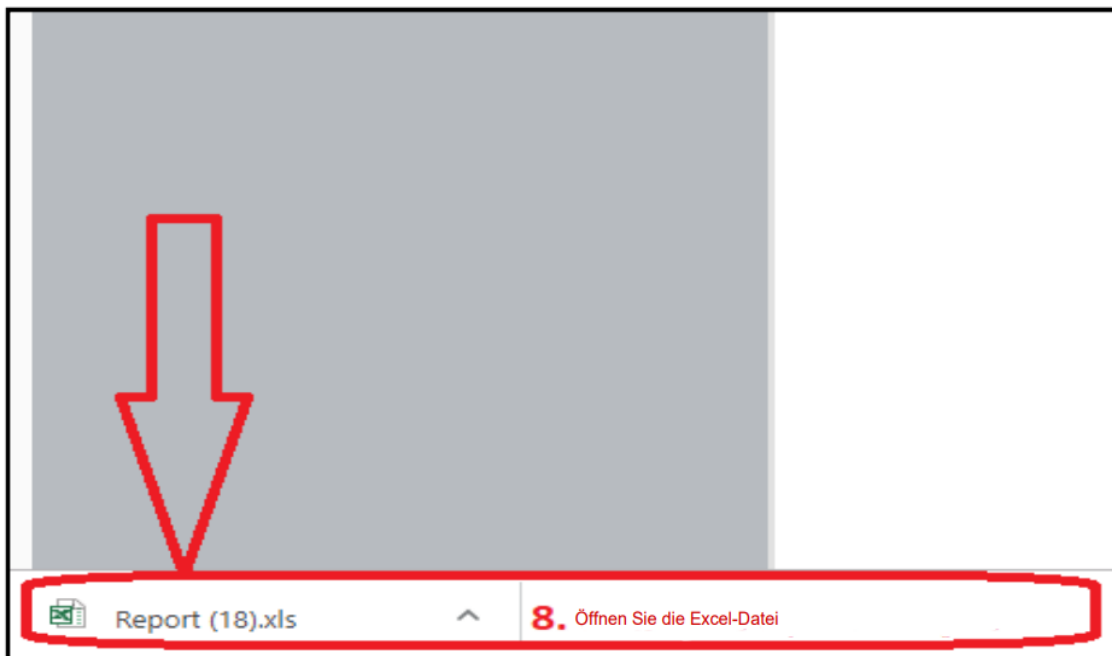 Report (18).xls
8. Öffnen Sie die Excel-Datei